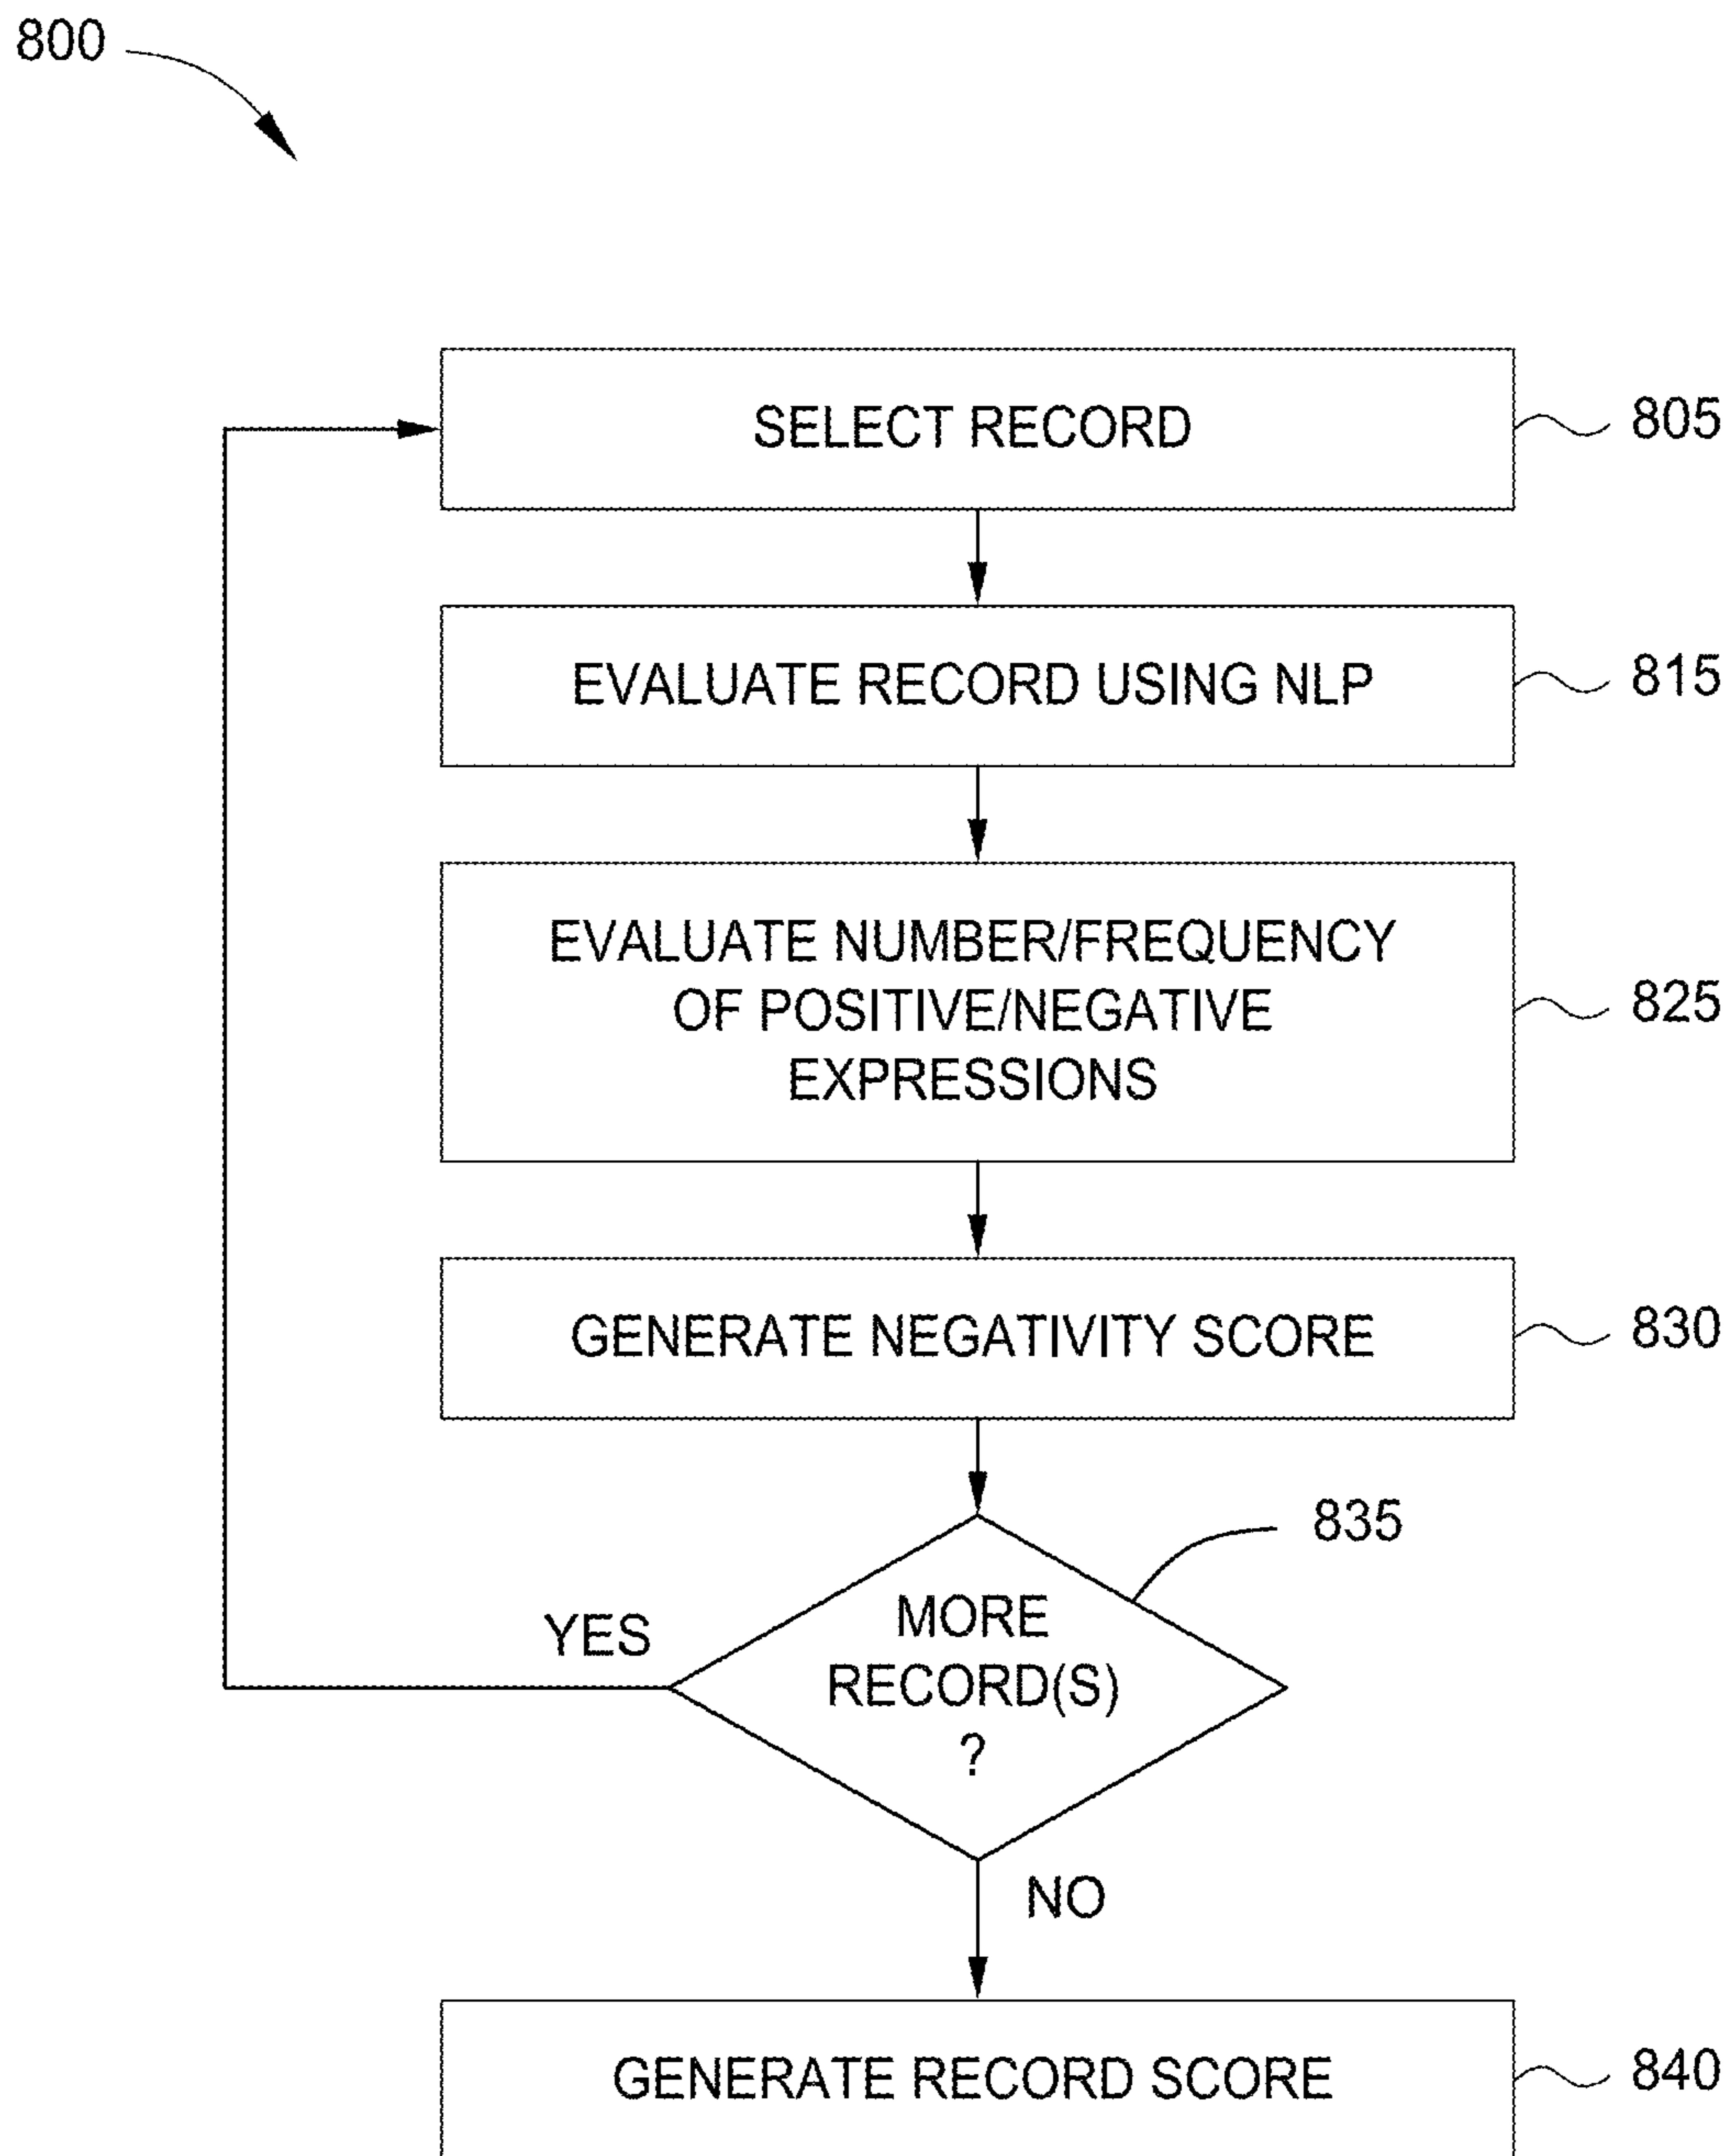 800
SELECT RECORD
805
EVALUATE RECORD USING NLP
815
EVALUATE NUMBER/FREQUENCY
OF POSITIVE/NEGATIVE
EXPRESSIONS
825
GENERATE NEGATIVITY SCORE
830
835
MORE
RECORD(S)
?
YES
NO
GENERATE RECORD SCORE
840